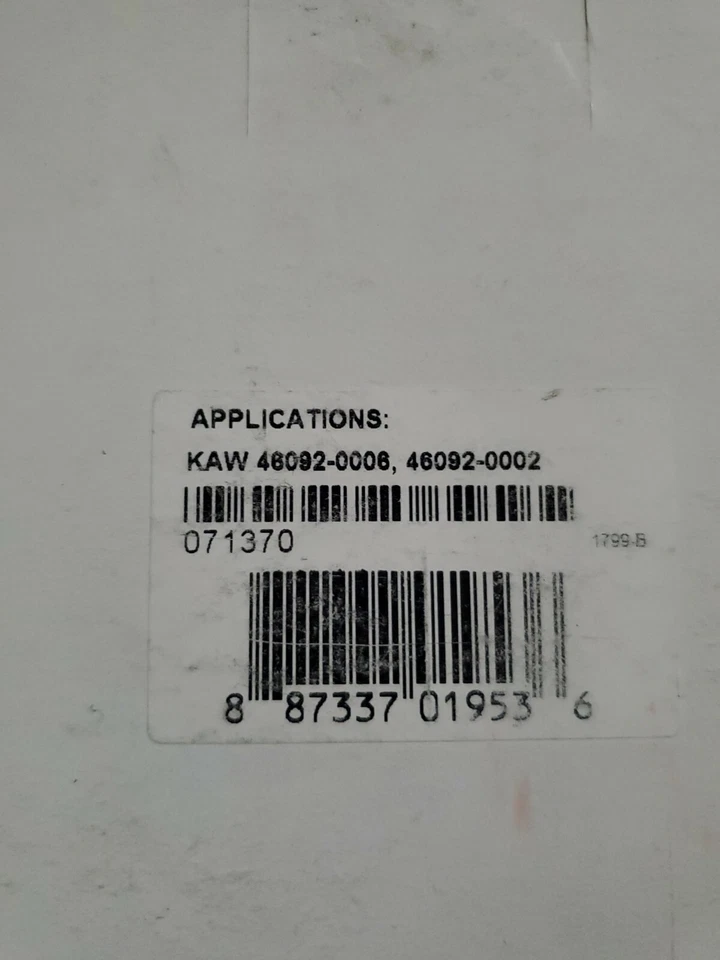 APPLICATIONS:
KAW 46092-0006, 46092-0002
071370
1799-B
8 87337 01953 6